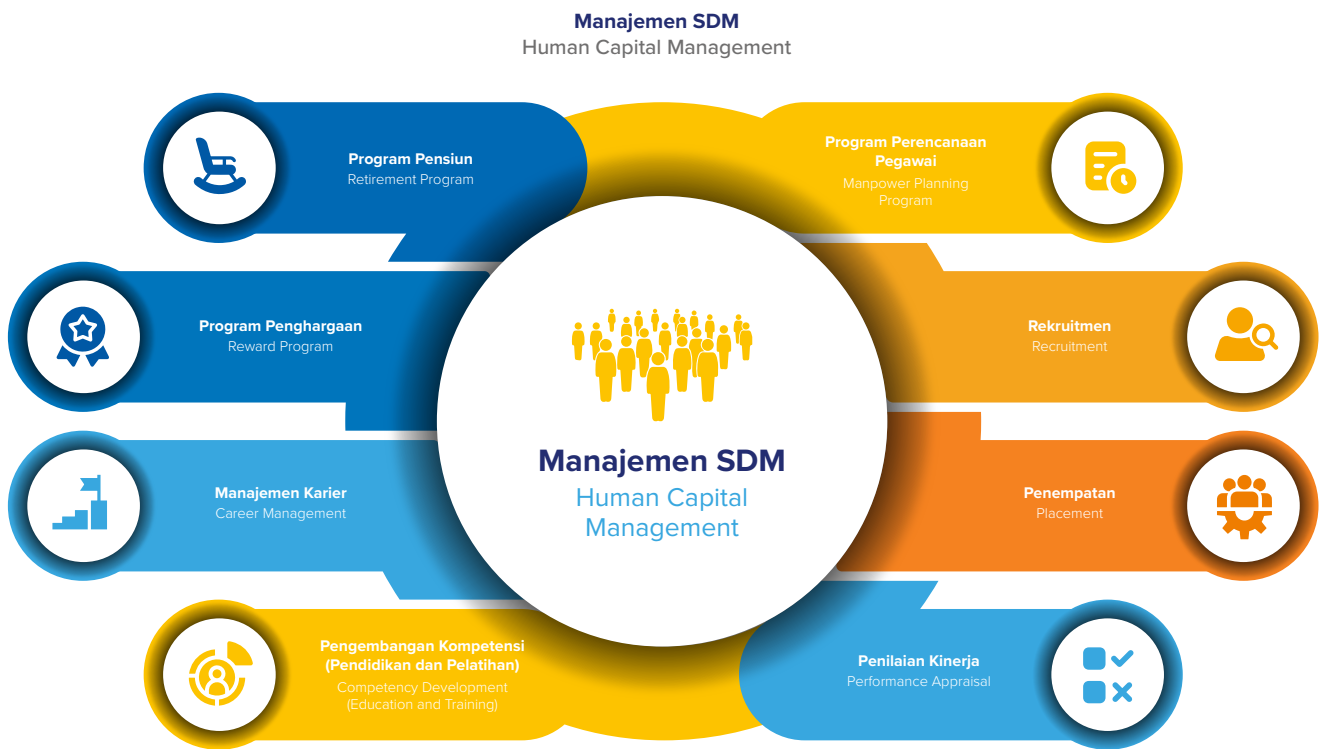 Manajemen SDM
Human Capital Management
Program Pensiun
Retirement Program
Program Perencanaan
Pegawai
Manpower Planning
Program
Program Penghargaan
Reward Program
Rekruitmen
Recruitment
Manajemen SDM
Human Capital
Management
Manajemen Karier
Career Management
Penempatan
Placement
Pengembangan Kompetensi
(Pendidikan dan Pelatihan)
Competency Development
(Education and Training)
Penilaian Kinerja
Performance Appraisal